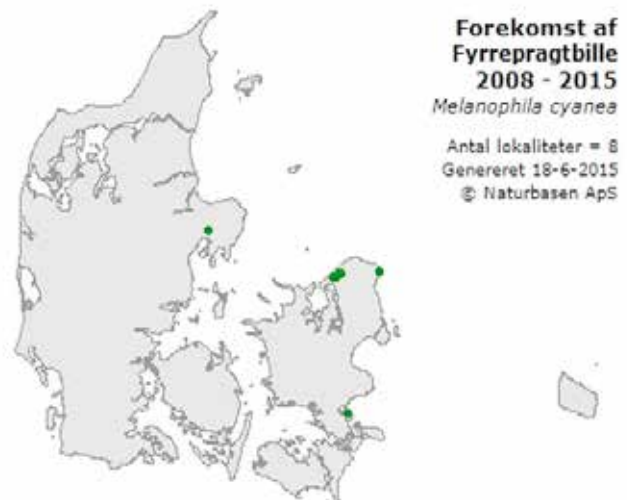 Forekomst af
Fyrrepragtbille
2008 - 2015
Melanophila cyanea
Antal lokaliteter = 8
Genereret 18-6-2015
© Naturbasen ApS